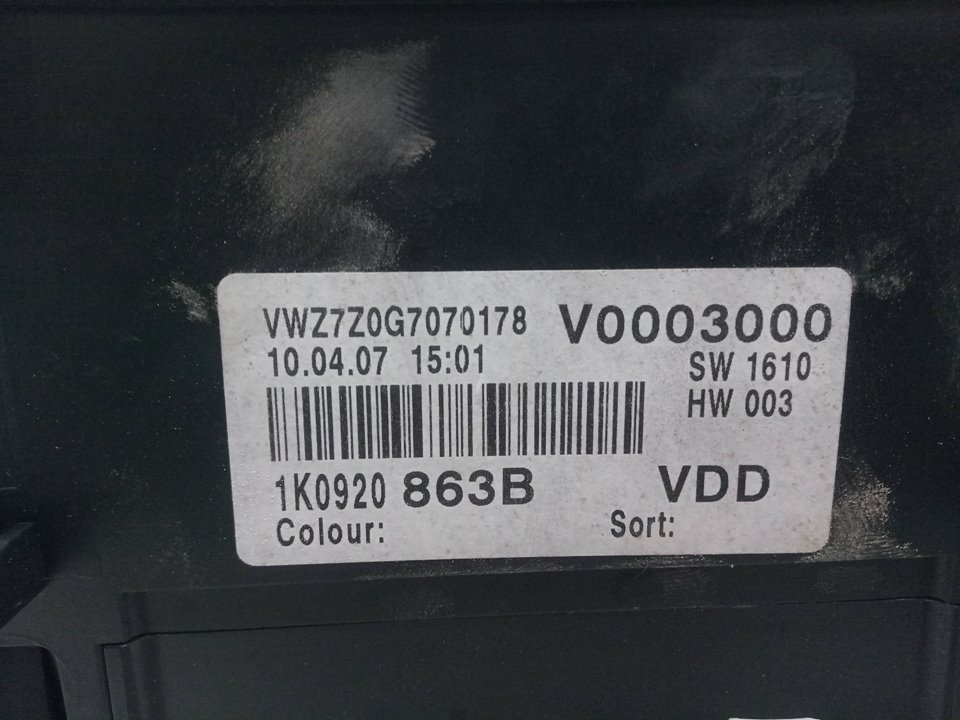 VWZ7Z0G7070178 V0003000
10.04.07 15:01 SW 1610
HW 003
1K0920 863B VDD
Colour: Sort: